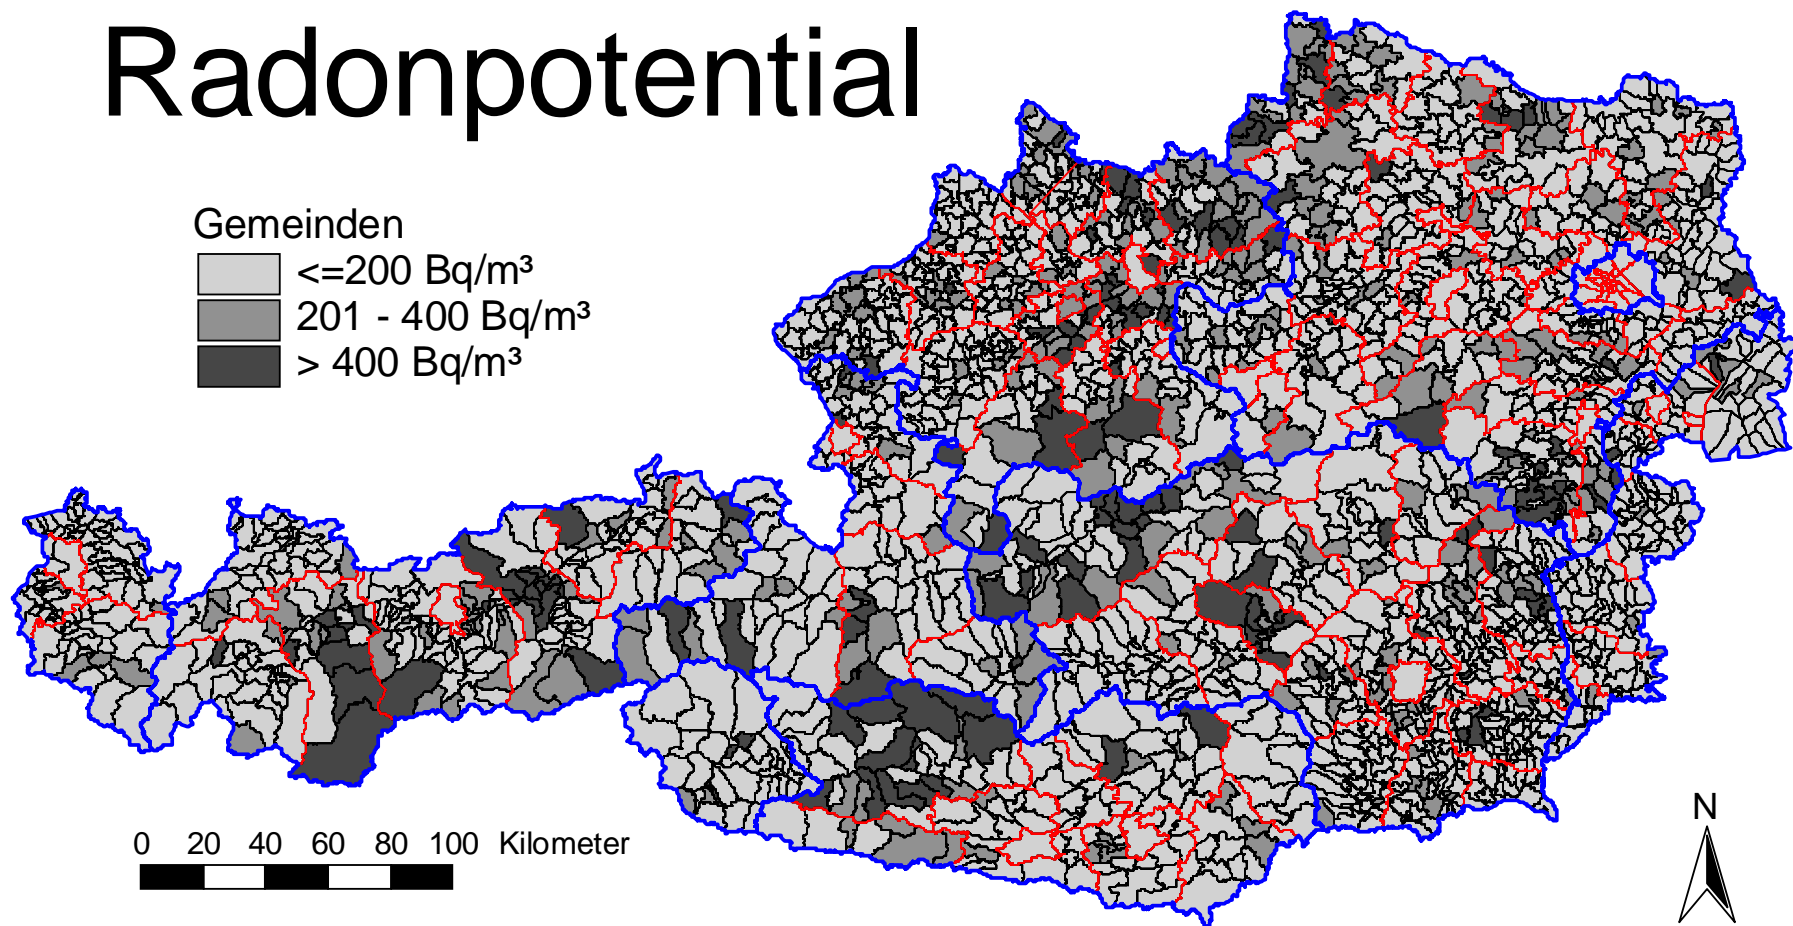 Radonpotential
Gemeinden
<=200 Bq/m³
201 - 400 Bq/m³
> 400 Bq/m³
0 20 40 60 80 100 Kilometer
N